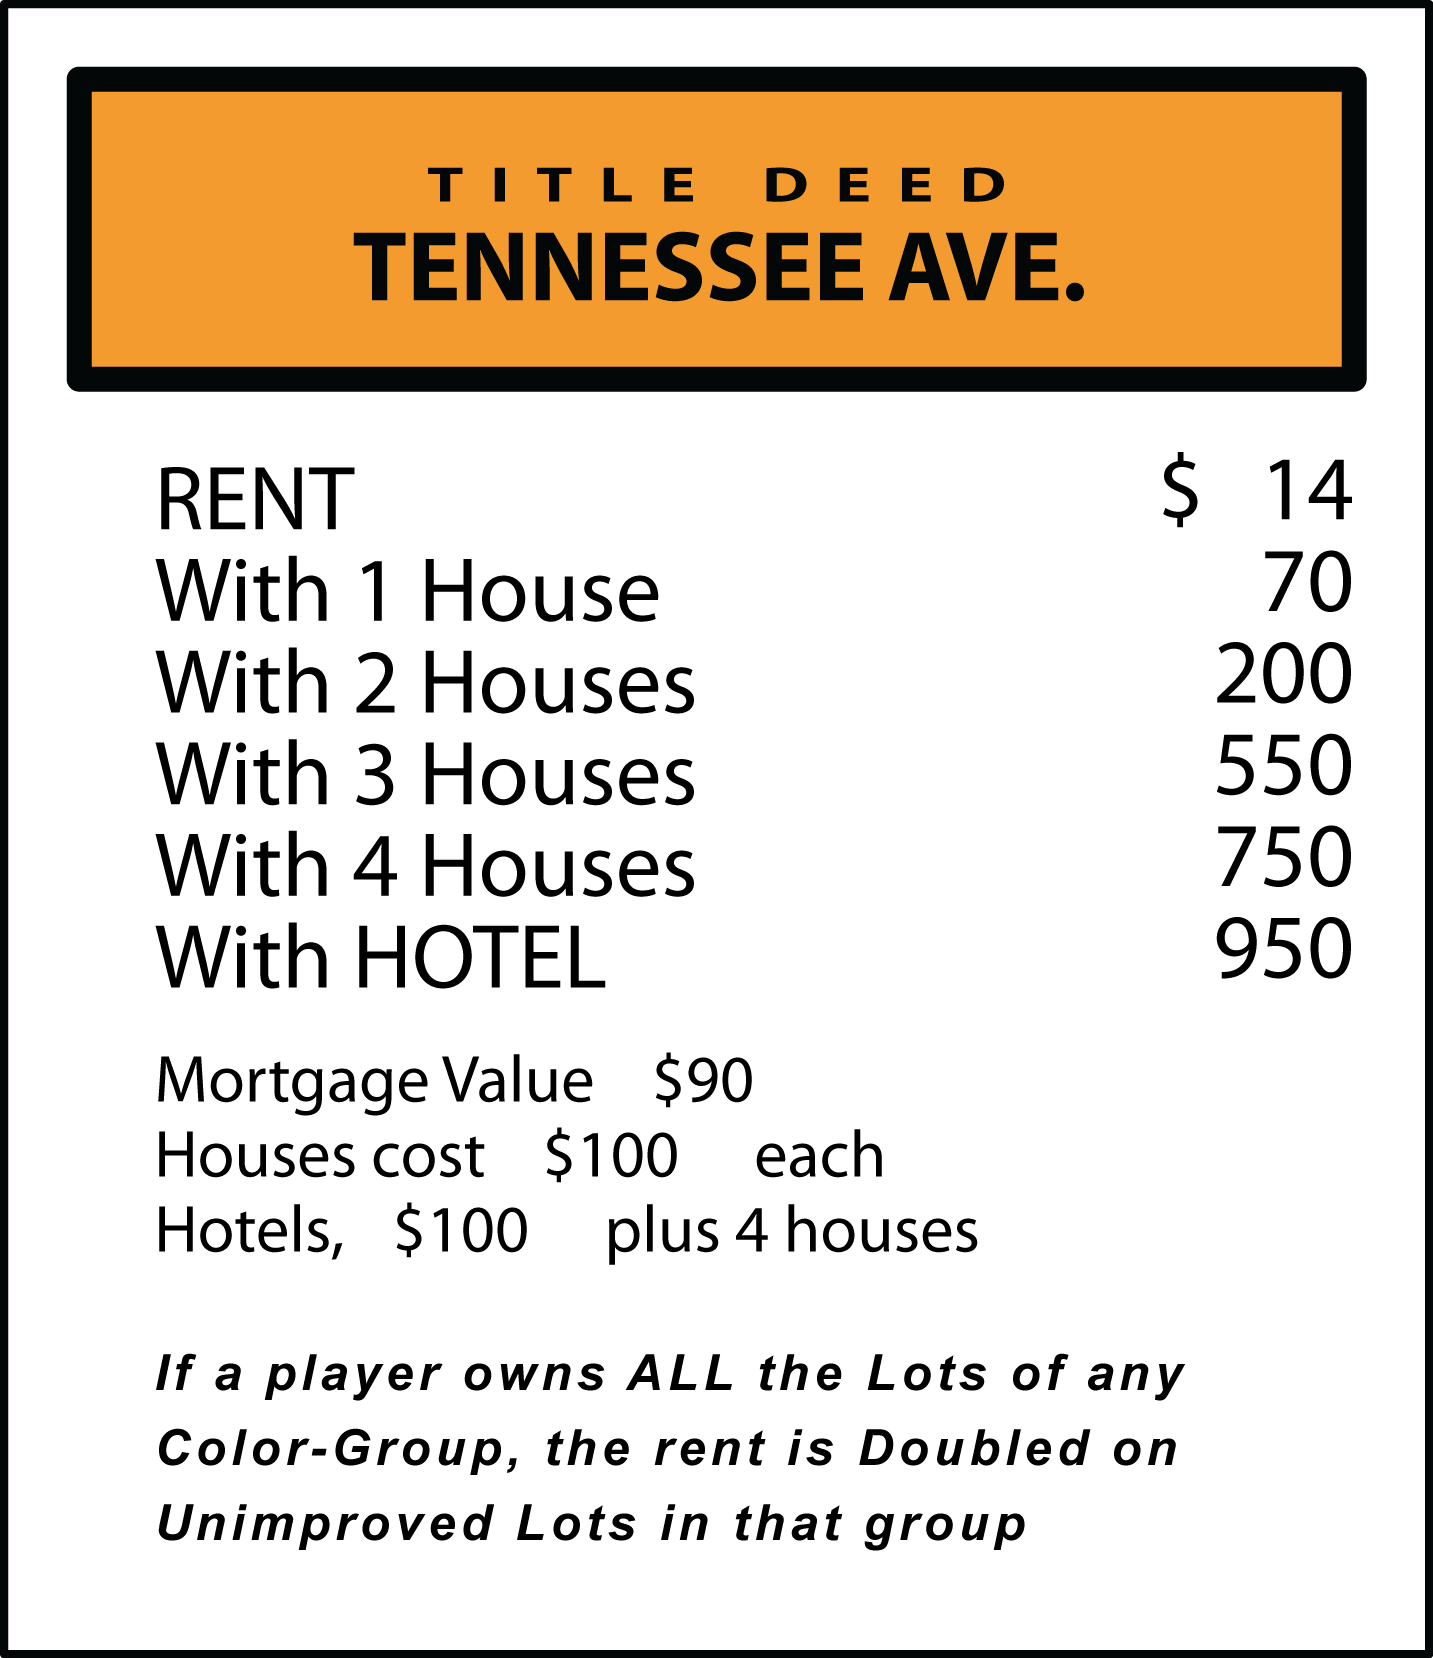 TITLE DEED
TENNESSEE AVE.
RENT $ 14
With 1 House 70
With 2 Houses 200
With 3 Houses 550
With 4 Houses 750
With HOTEL 950
Mortgage Value $90
Houses cost $100 each
Hotels, $100 plus 4 houses
If a player owns ALL the Lots of any
Color-Group, the rent is Doubled on
Unimproved Lots in that group